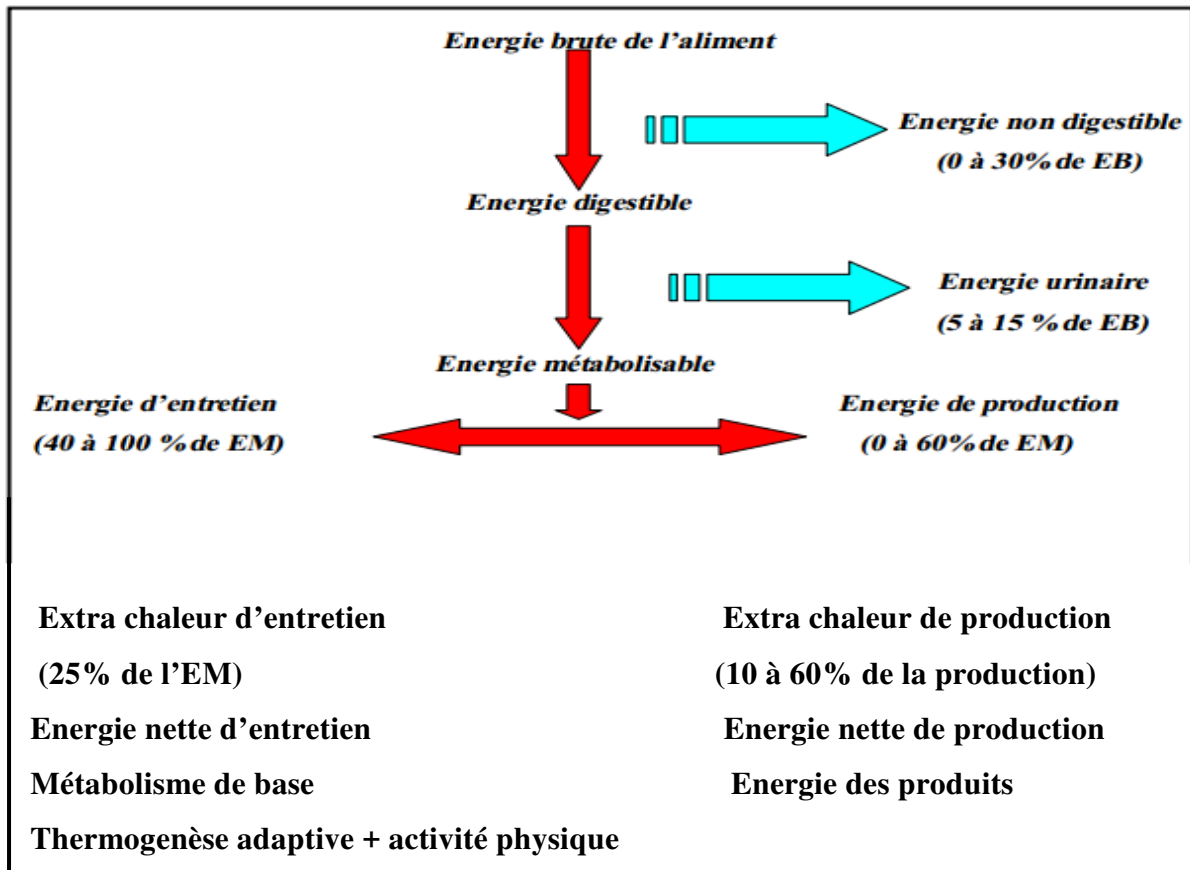 Energie brute de l'aliment
Energie non digestible
(0 à 30% de EB)
Energie digestible
Energie urinaire
(5 à 15 % de EB)
Energie métabolisable
Energie d'entretien
(40 à 100 % de EM)
Energie de production
(0 à 60% de EM)
Extra chaleur d'entretien
(25% de l'EM)
Energie nette d'entretien
Métabolisme de base
Thermogenèse adaptive + activité physique
Extra chaleur de production
(10 à 60% de la production)
Energie nette de production
Energie des produits